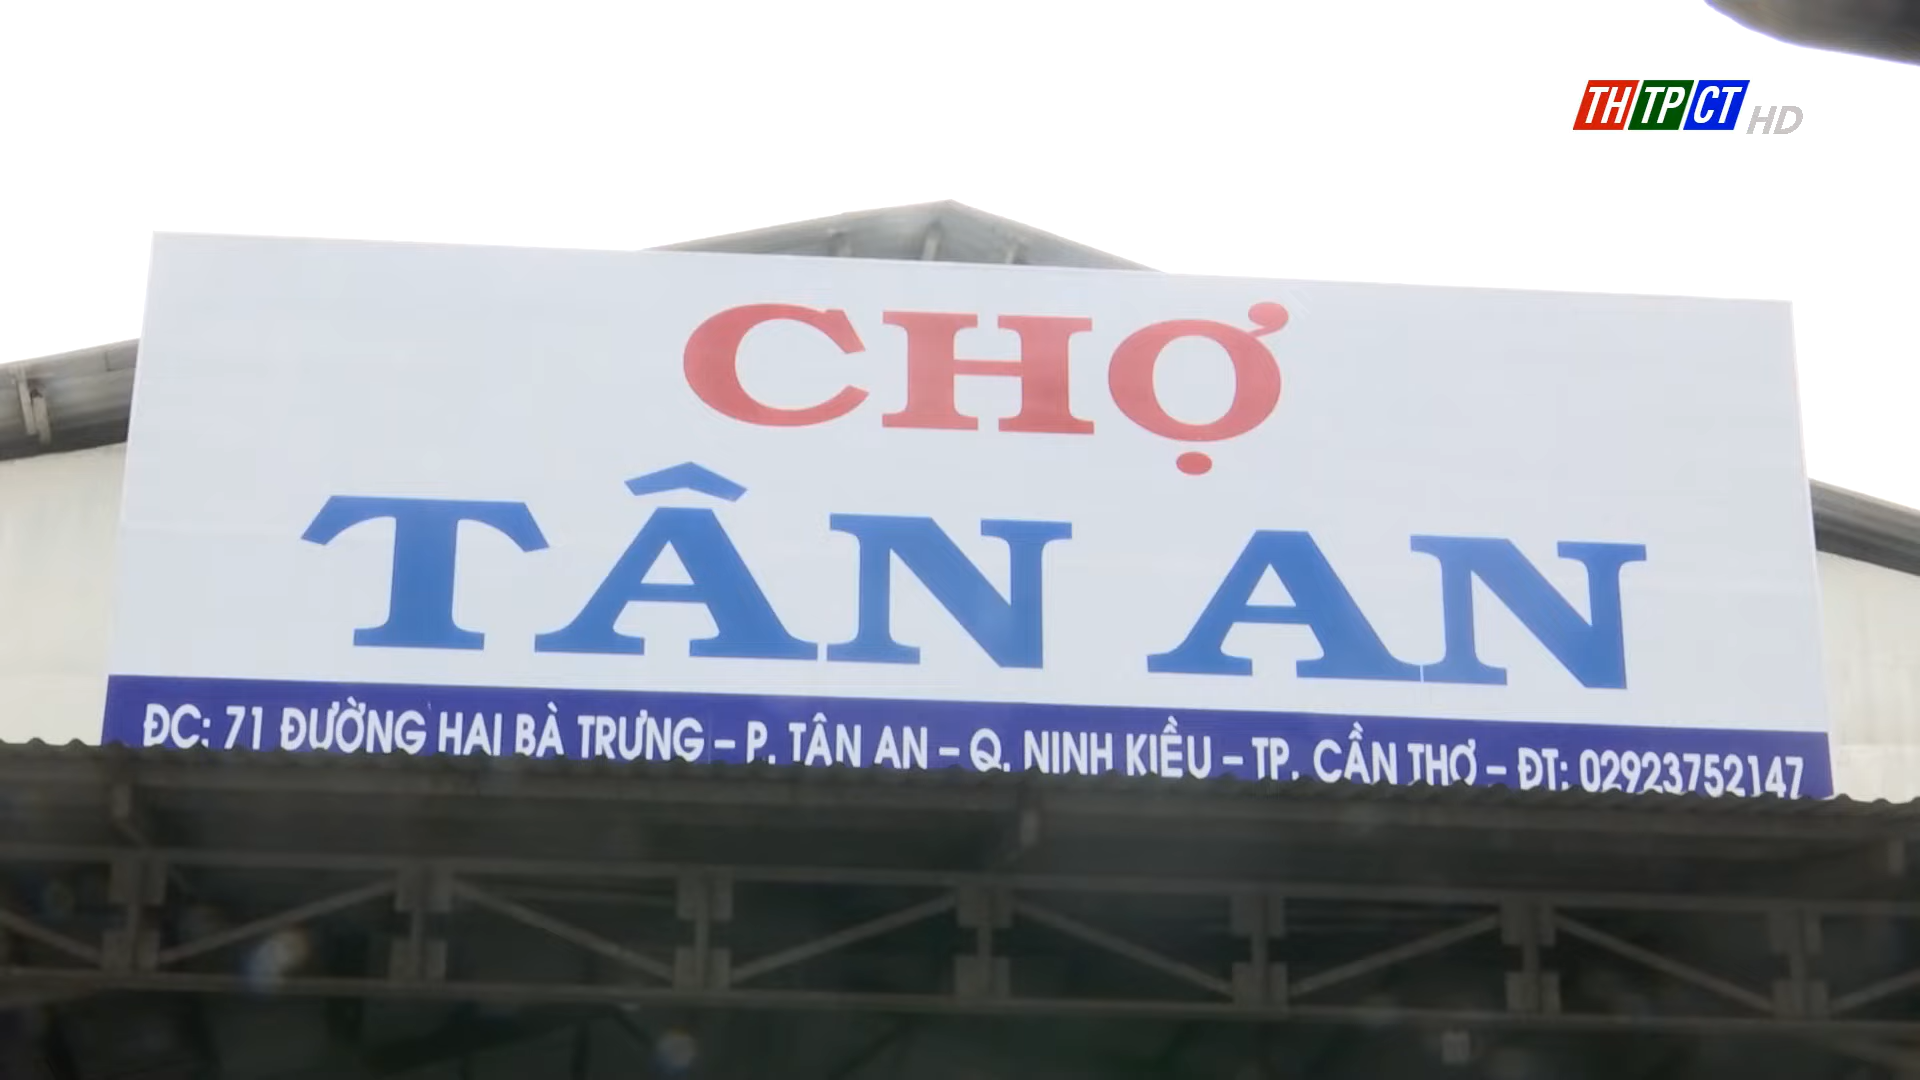 THTPCT HD
CHỢ
TÂN AN
ĐC: 71 ĐƯỜNG HAI BÀ TRƯNG – P. TÂN AN – Q. NINH KIỀU – TP. CẦN THƠ – ĐT: 02923752147